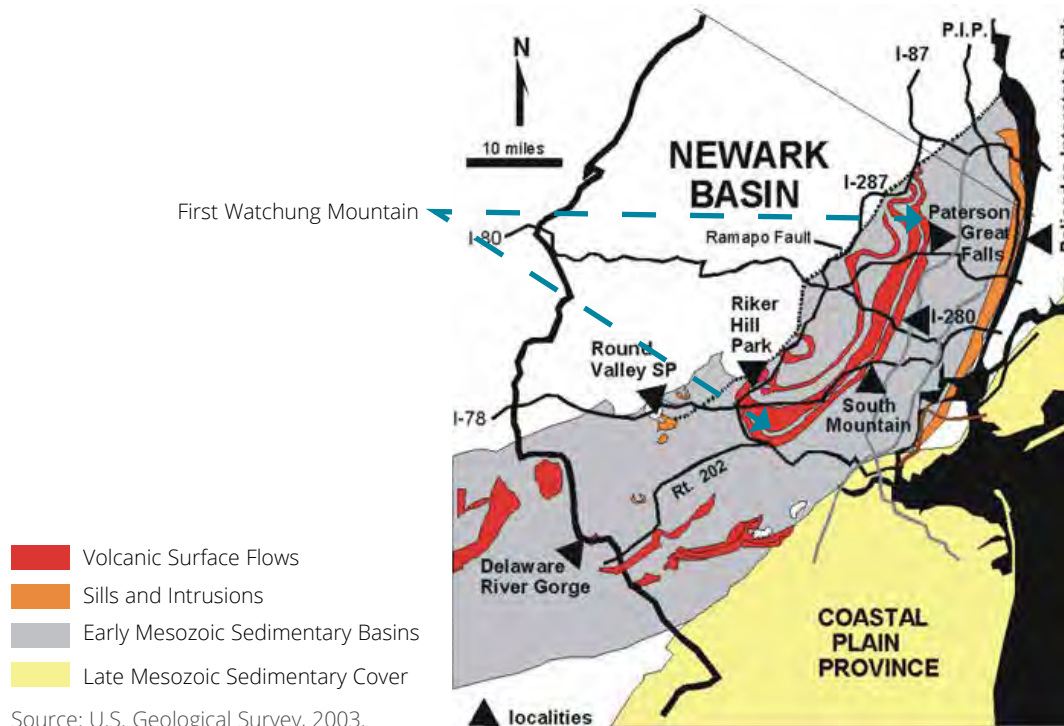 N
10 miles
P.I.P.
I-87
NEWARK
BASIN
I-287
First Watchung Mountain
I-80
Ramapo Fault
Paterson
Great
Falls
Riker
Hill
Park
I-280
Round
Valley SP
I-78
South
Mountain
Rt. 202
Delaware
River Gorge
COASTAL
PLAIN
PROVINCE
localities
Volcanic Surface Flows
Sills and Intrusions
Early Mesozoic Sedimentary Basins
Late Mesozoic Sedimentary Cover
Source: U.S. Geological Survey, 2003.